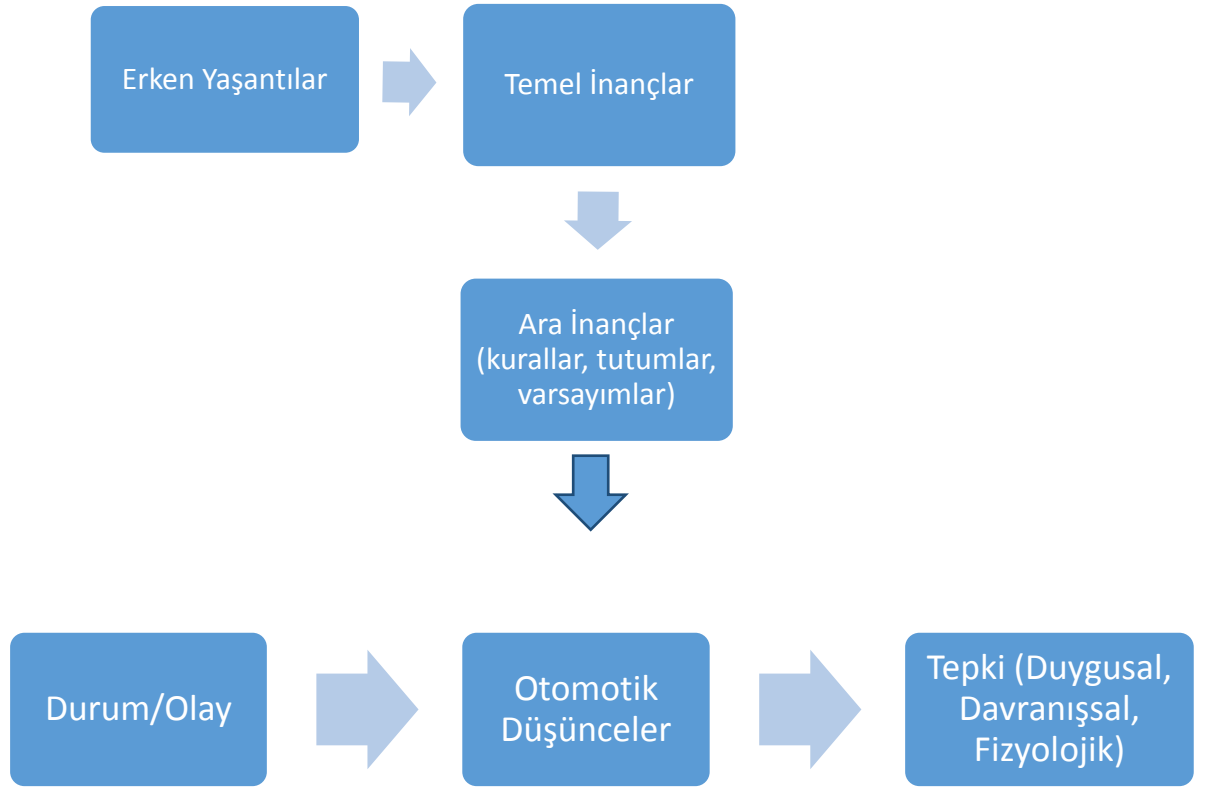 Erken Yaşantılar
Temel İnançlar
Ara İnançlar
(kurallar, tutumlar,
varsayımlar)
Durum/Olay
Otomotik
Düşünceler
Tepki (Duygusal,
Davranışsal,
Fizyolojik)